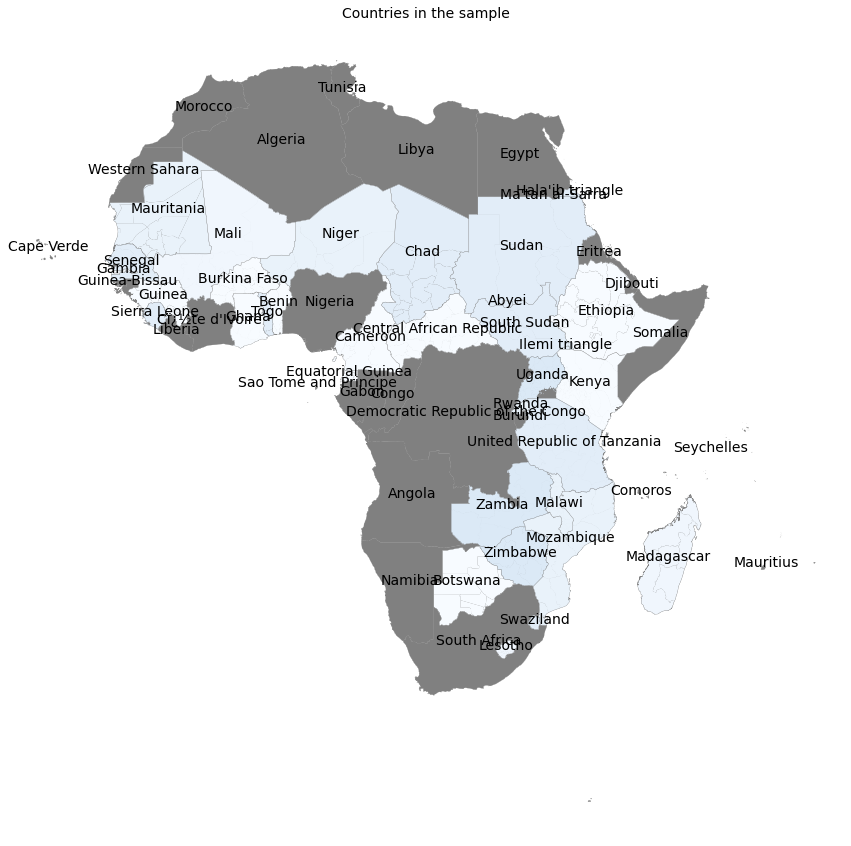 Countries in the sample
Tunisia
Morocco
Algeria
Libya
Egypt
Western Sahara
Hala'ib triangle
Ma'tan al-Sarra
Mauritania
Mali
Niger
Chad
Sudan
Cape Verde
Eritrea
Senegal
Gambia
Guinea-Bissau
Burkina Faso
Djibouti
Guinea
Benin
Nigeria
Abyei
Ethiopia
Sierra Leone
Togo
Ghana
Cï¿½te d'Ivoire
Liberia
South Sudan
Central African Republic
Cameroon
Somalia
Ilemi triangle
Equatorial Guinea
Uganda
Kenya
Sao Tome and Principe
Gabon
Congo
Rwanda
Democratic Republic of the Congo
Burundi
United Republic of Tanzania
Seychelles
Angola
Comoros
Zambia
Malawi
Mozambique
Zimbabwe
Madagascar
Mauritius
Namibia
Botswana
Swaziland
South Africa
Lesotho